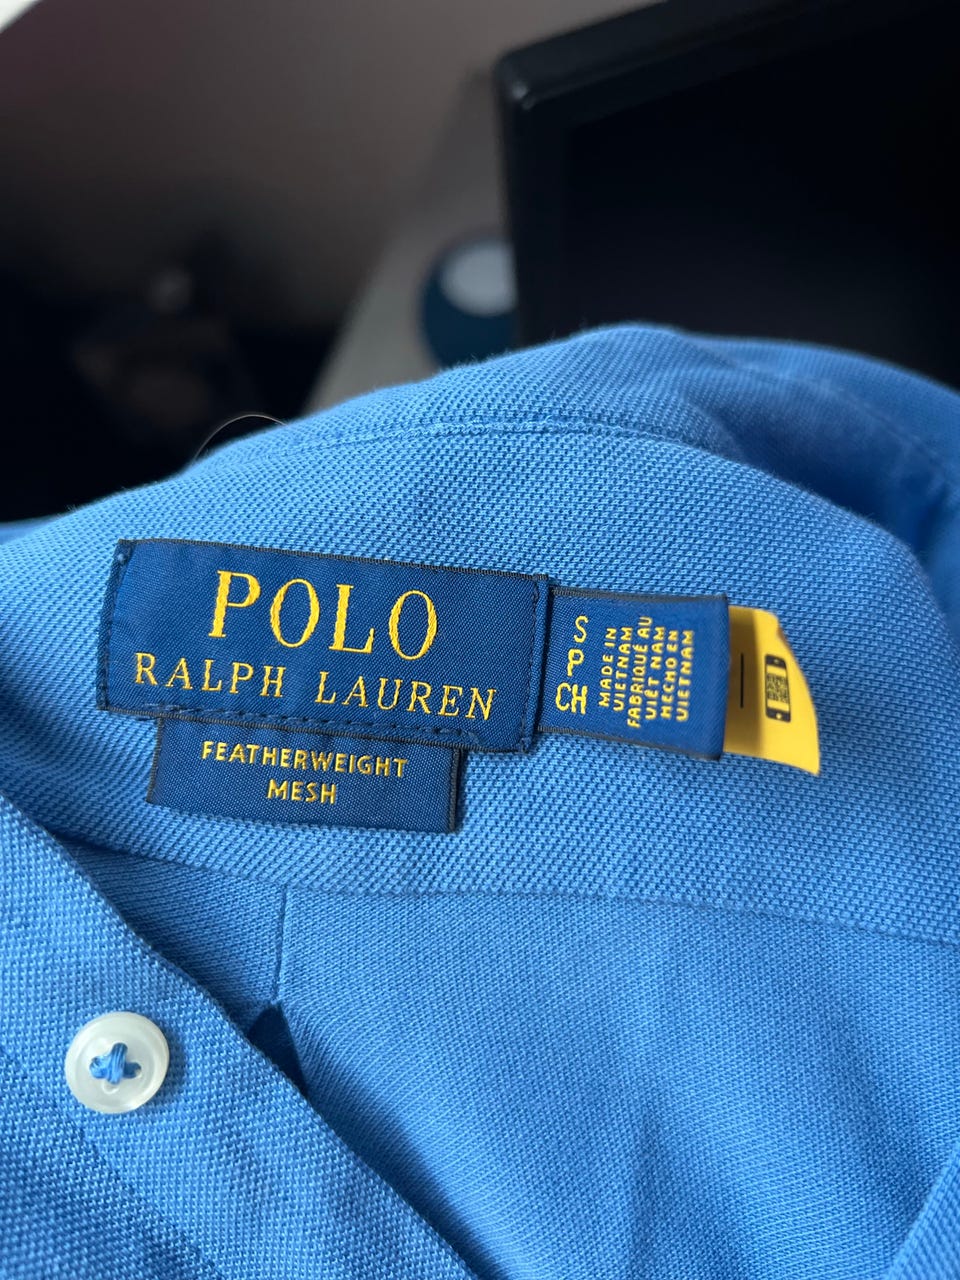 POLO
RALPH LAUREN
FEATHERWEIGHT
MESH
S
P
CH
MADE IN
VIETNAM
FABRIQUÉ AU
VIÊT NAM
HECHO EN
VIETNAM